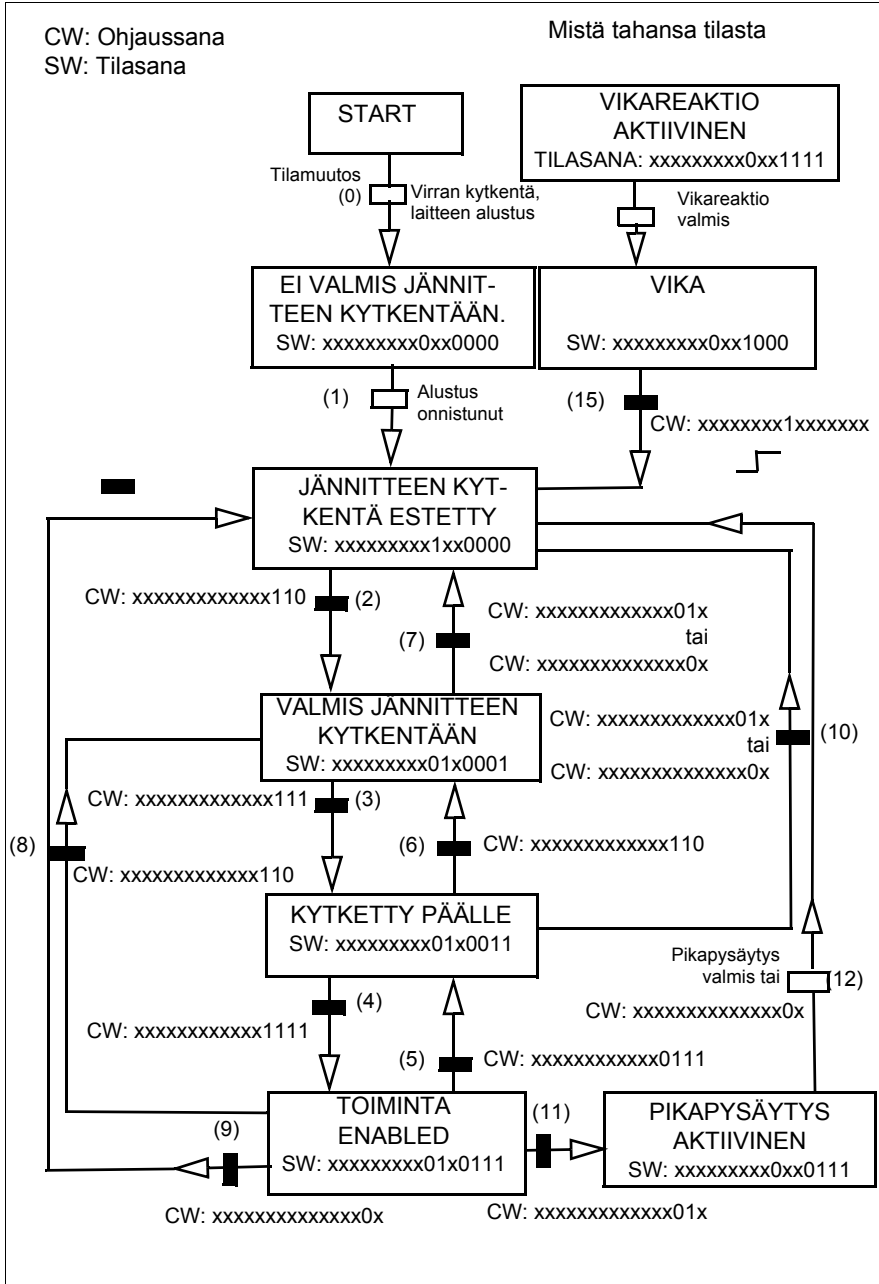 CW: Ohjaussana
SW: Tilasana
Mistä tahansa tilasta
START
VIKAREAKTIO
AKTIIVINEN
TILASANA: xxxxxxxxx0xx1111
Tilamuutos
(0)
Virran kytkentä,
laitteen alustus
Vikareaktio
valmis
EI VALMIS JÄNNIT-
TEEN KYTKENTÄÄN.
SW: xxxxxxxxx0xx0000
VIKA
SW: xxxxxxxxx0xx1000
(1)
Alustus
onnistunut
(15)
CW: xxxxxxxx1xxxxxxx
JÄNNITTEEN KYT-
KENTÄ ESTETTY
SW: xxxxxxxxx1xx0000
CW: xxxxxxxxxxxxx110
(2)
(7)
CW: xxxxxxxxxxxxx01x
tai
CW: xxxxxxxxxxxxxx0x
VALMIS JÄNNITTEEN
KYTKENTÄÄN
SW: xxxxxxxxx01x0001
CW: xxxxxxxxxxxxx01x
tai
CW: xxxxxxxxxxxxxx0x
(10)
CW: xxxxxxxxxxxxx111
(3)
(8)
CW: xxxxxxxxxxxxx110
(6)
CW: xxxxxxxxxxxxx110
KYTKETTY PÄÄLLE
SW: xxxxxxxxx01x0011
Pikapysäytys
valmis tai
(12)
CW: xxxxxxxxxxxxxx0x
(4)
CW: xxxxxxxxxxxx1111
(5)
CW: xxxxxxxxxxxx0111
TOIMINTA
ENABLED
SW: xxxxxxxxx01x0111
(9)
(11)
PIKAPYSÄYTYS
AKTIIVINEN
SW: xxxxxxxxx0xx0111
CW: xxxxxxxxxxxxxx0x
CW: xxxxxxxxxxxxx01x